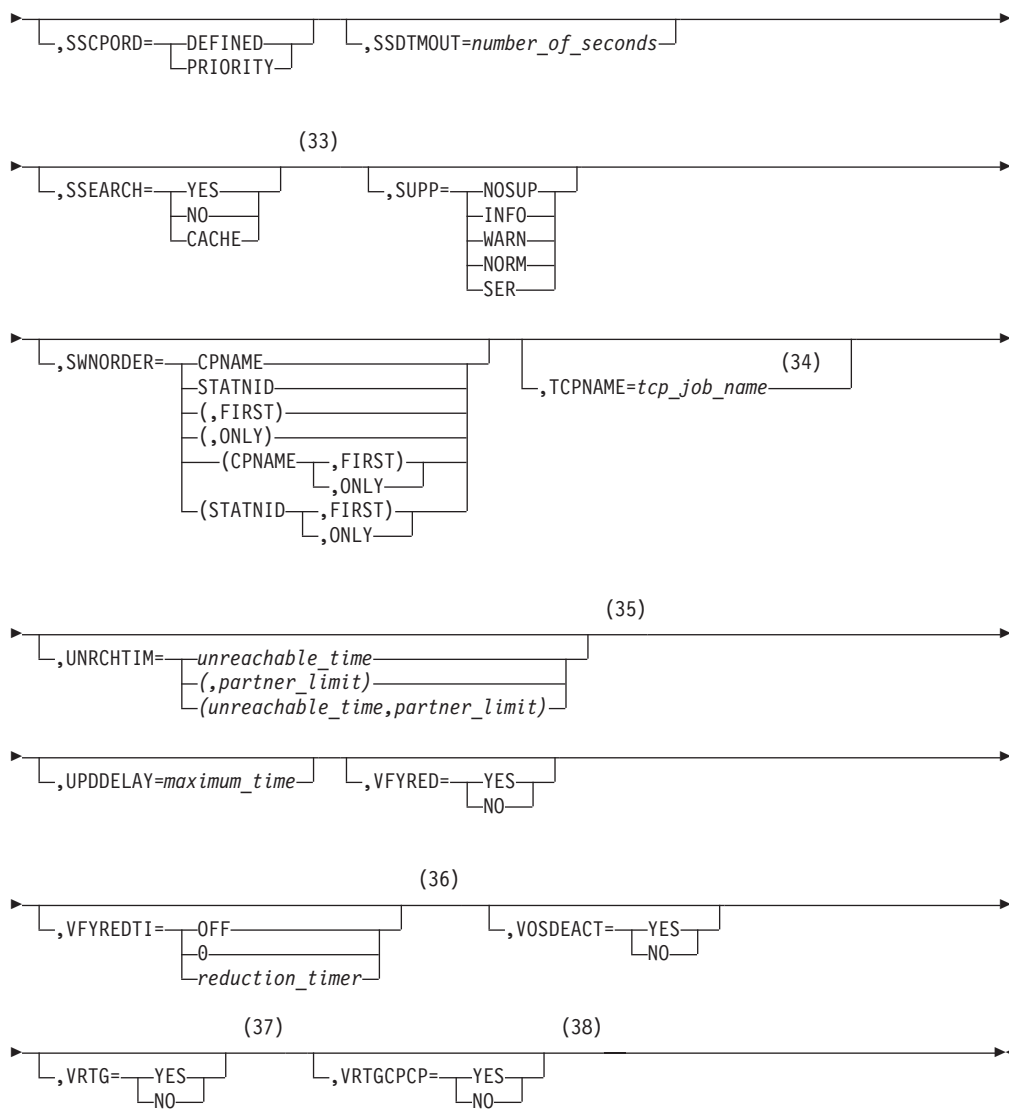 ,SSCPORD= DEFINED ,SSDTMOUT=number_of_seconds
PRIORITY
(33)
,SSEARCH= YES ,SUPP= NOSUP
NO INFO
CACHE WARN
NORM
SER
,SWNORDER= CPNAME (34)
STATNID ,TCPNAME=tcp_job_name
(,FIRST)
(,ONLY)
(CPNAME ,FIRST)
,ONLY
(STATNID ,FIRST)
,ONLY
(35)
,UNRCHTIM= unreachable_time
(,partner_limit)
(unreachable_time,partner_limit)
,UPDDELAY=maximum_time ,VFYRED= YES
NO
(36)
,VFYREDTI= OFF ,VOSDEACT= YES
0 NO
reduction_timer
(37) (38)
,VRTG= YES ,VRTGCPCP= YES
NO NO